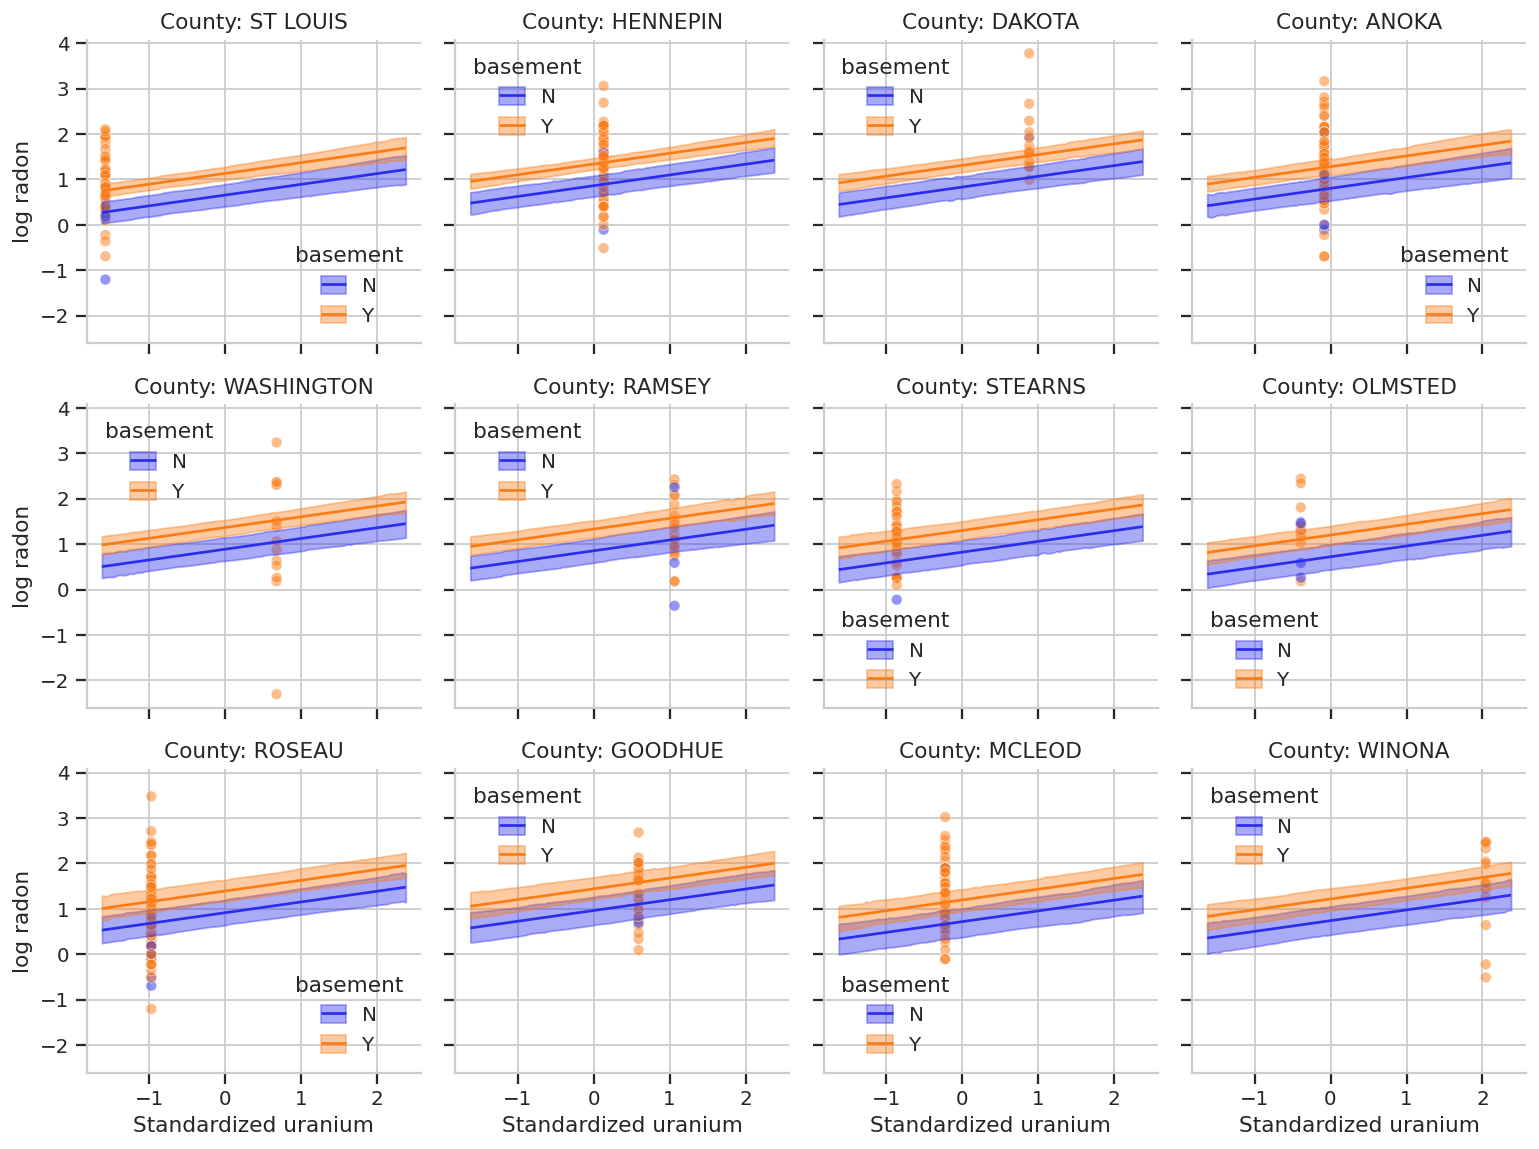 County: ST LOUIS
County: HENNEPIN
County: DAKOTA
County: ANOKA
log radon
4
3
2
1
0
−1
−2
basement
N
Y
basement
N
Y
basement
N
Y
basement
N
Y
County: WASHINGTON
County: RAMSEY
County: STEARNS
County: OLMSTED
log radon
4
3
2
1
0
−1
−2
basement
N
Y
basement
N
Y
basement
N
Y
basement
N
Y
County: ROSEAU
County: GOODHUE
County: MCLEOD
County: WINONA
log radon
4
3
2
1
0
−1
−2
basement
N
Y
basement
N
Y
basement
N
Y
basement
N
Y
−1 0 1 2
−1 0 1 2
−1 0 1 2
−1 0 1 2
Standardized uranium
Standardized uranium
Standardized uranium
Standardized uranium